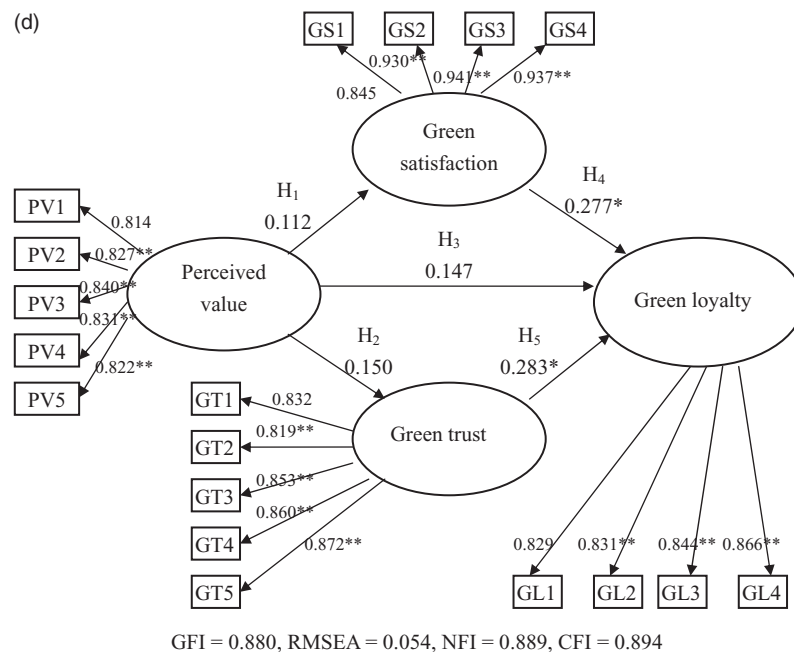 (d)
GS1 GS2 GS3 GS4
0.845 0.930** 0.941** 0.937**
Green
satisfaction
H1
0.112
H4
0.277*
PV1 0.814
PV2 0.827**
PV3 0.840**
PV4 0.831**
PV5 0.822**
Perceived
value
H3
0.147
Green loyalty
H2
0.150
H5
0.283*
Green trust
GT1 0.832
GT2 0.819**
GT3 0.853**
GT4 0.860**
GT5 0.872**
0.829 0.831** 0.844** 0.866**
GL1 GL2 GL3 GL4
GFI = 0.880, RMSEA = 0.054, NFI = 0.889, CFI = 0.894